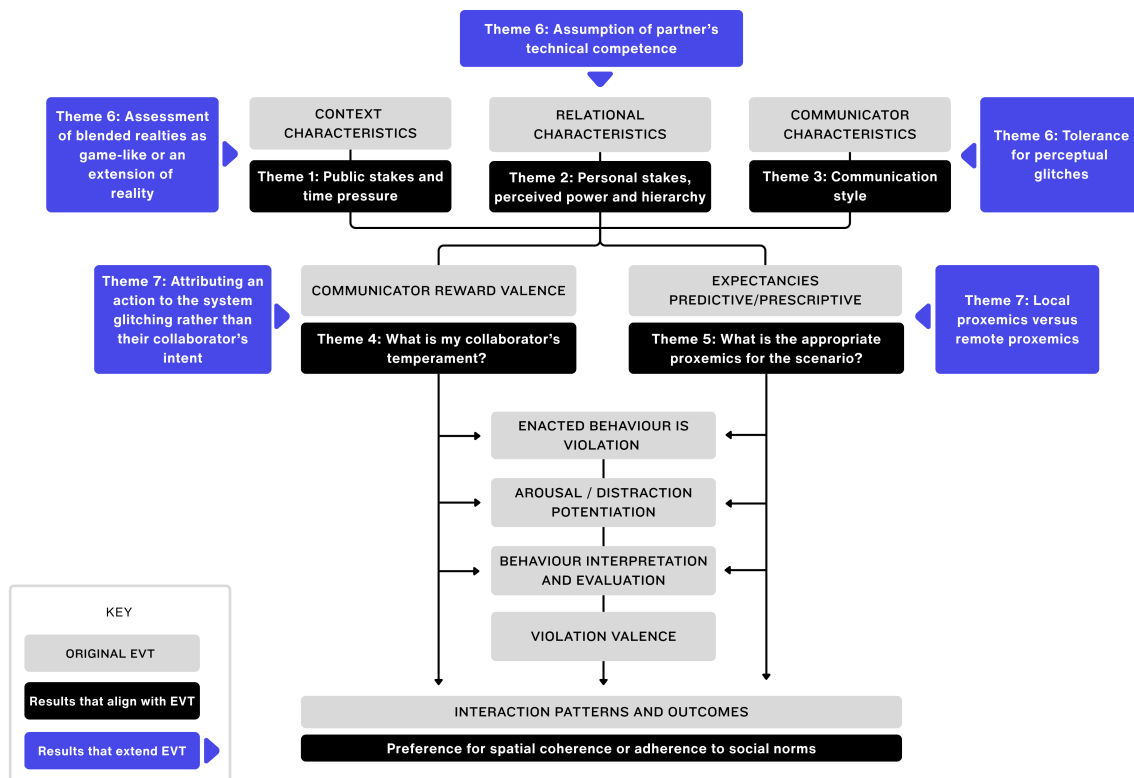 Theme 6: Assumption of partner's
technical competence
Theme 6: Assessment
of blended realties as
game-like or an
extension of
reality
CONTEXT
CHARACTERISTICS
Theme 1: Public stakes and
time pressure
RELATIONAL
CHARACTERISTICS
Theme 2: Personal stakes,
perceived power and hierarchy
COMMUNICATOR
CHARACTERISTICS
Theme 3: Communication
style
Theme 6: Tolerance
for perceptual
glitches
Theme 7: Attributing an
action to the system
glitching rather than
their collaborator's
intent
COMMUNICATOR REWARD VALENCE
Theme 4: What is my collaborator's
temperament?
EXPECTANCIES
PREDICTIVE/PRESCRIPTIVE
Theme 5: What is the appropriate
proxemics for the scenario?
Theme 7: Local
proxemics versus
remote proxemics
ENACTED BEHAVIOUR IS
VIOLATION
AROUSAL / DISTRACTION
POTENTIATION
BEHAVIOUR INTERPRETATION
AND EVALUATION
VIOLATION VALENCE
INTERACTION PATTERNS AND OUTCOMES
Preference for spatial coherence or adherence to social norms
KEY
ORIGINAL EVT
Results that align with EVT
Results that extend EVT